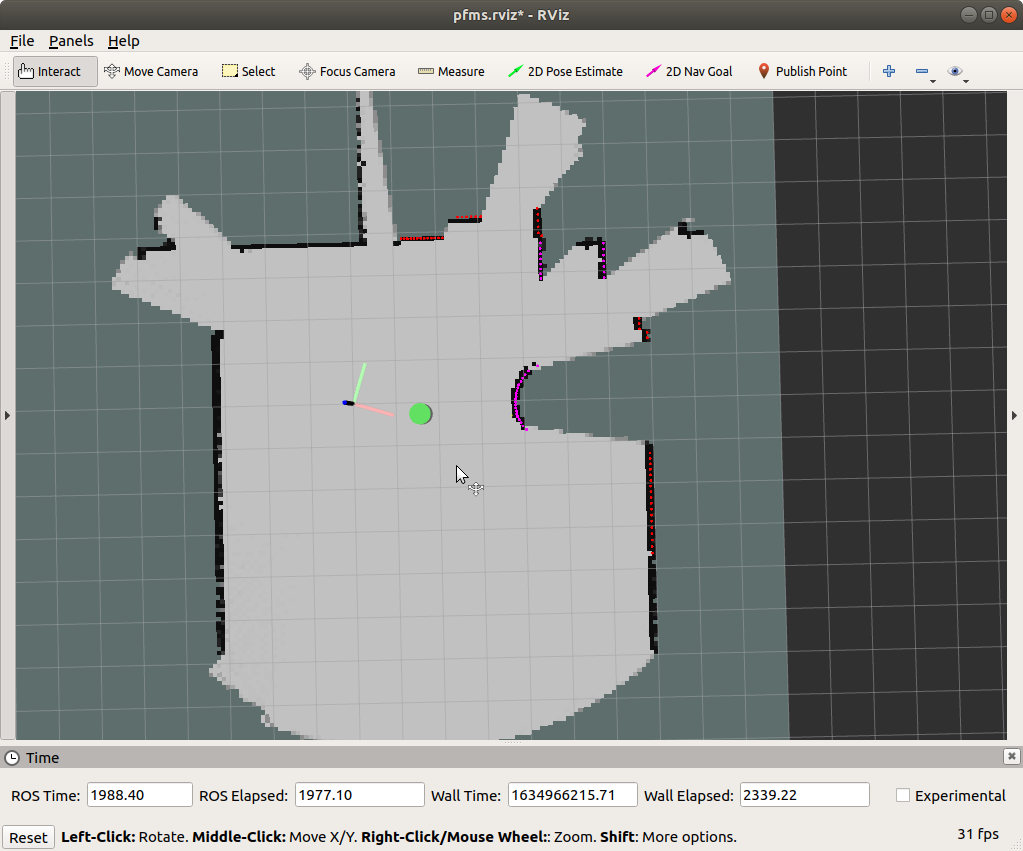 pfms.rviz* - RViz
File Panels Help
Interact Move Camera Select Focus Camera Measure 2D Pose Estimate 2D Nav Goal Publish Point
Time
ROS Time: 1988.40 ROS Elapsed: 1977.10 Wall Time: 1634966215.71 Wall Elapsed: 2339.22 Experimental
Reset Left-Click: Rotate. Middle-Click: Move X/Y. Right-Click/Mouse Wheel:: Zoom. Shift: More options. 31 fps